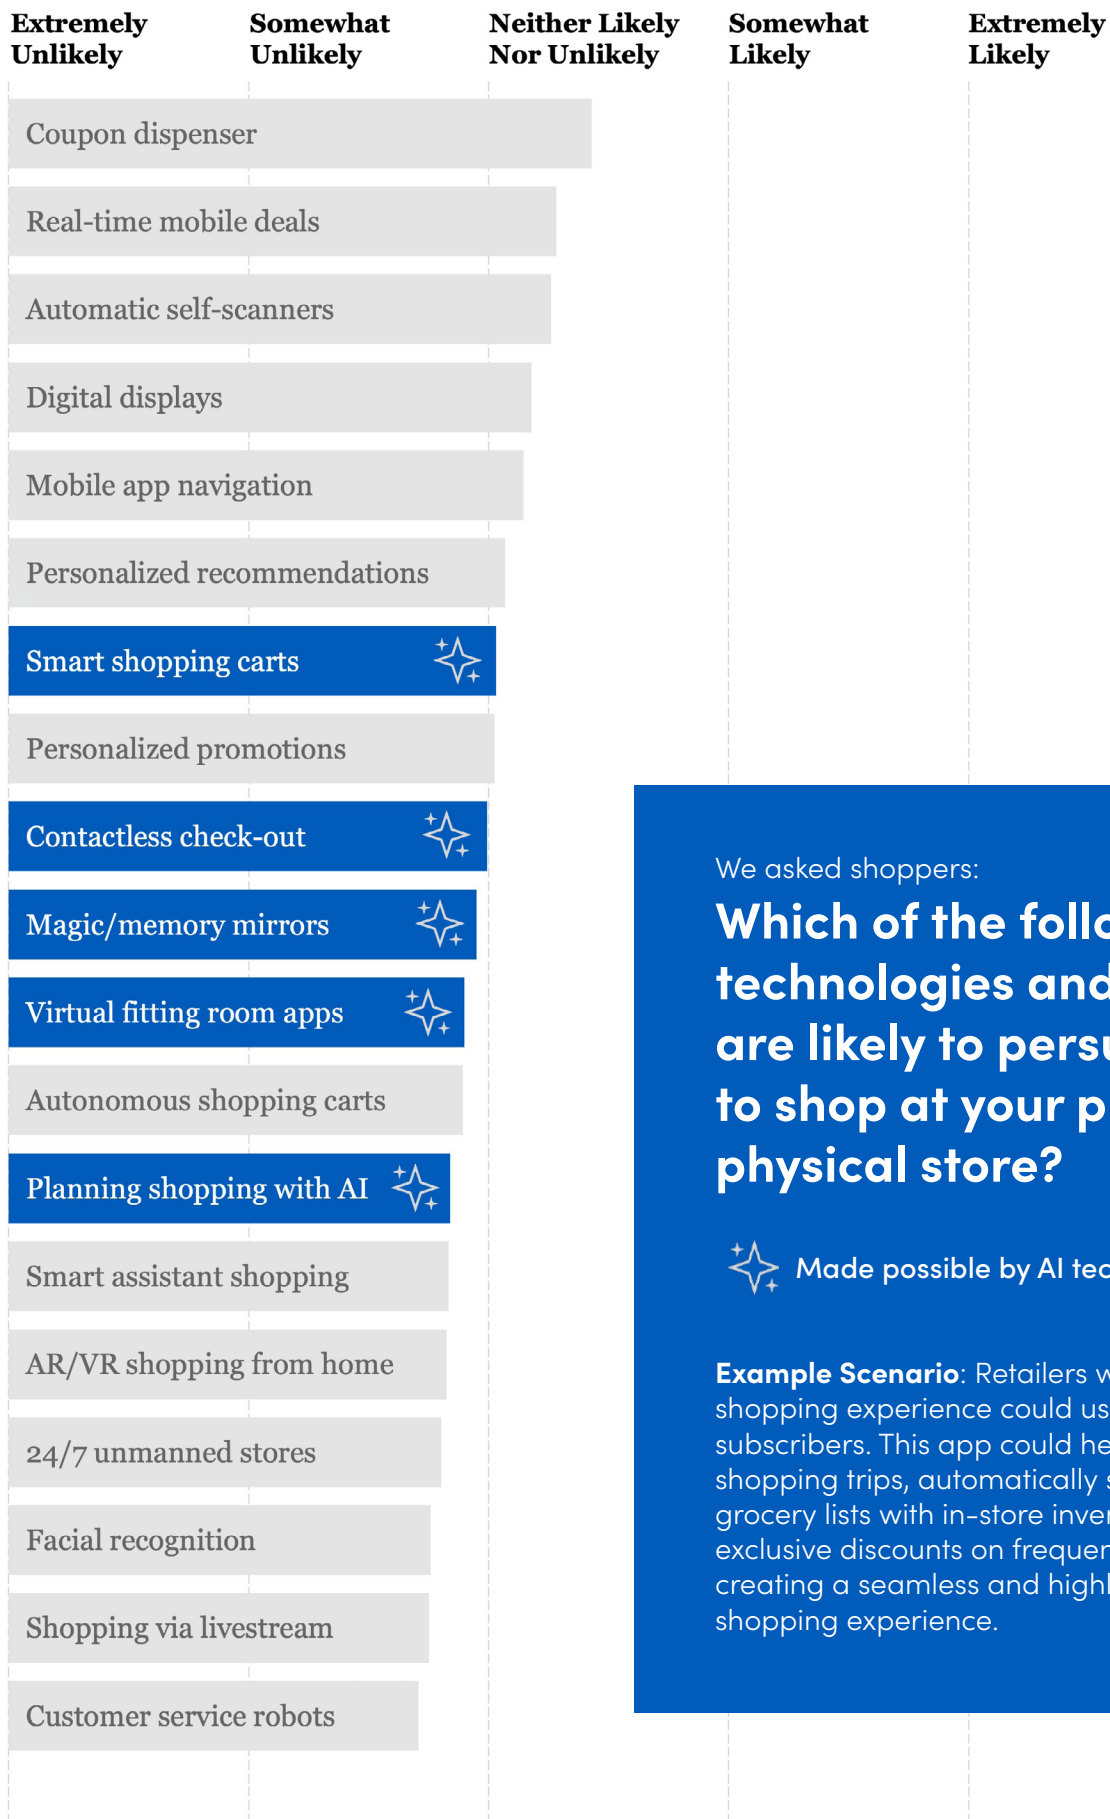 Extremely Unlikely
Somewhat Unlikely
Neither Likely Nor Unlikely
Somewhat Likely
Extremely Likely
Coupon dispenser
Real-time mobile deals
Automatic self-scanners
Digital displays
Mobile app navigation
Personalized recommendations
Smart shopping carts
Personalized promotions
Contactless check-out
Magic/memory mirrors
Virtual fitting room apps
Autonomous shopping carts
Planning shopping with AI
Smart assistant shopping
AR/VR shopping from home
24/7 unmanned stores
Facial recognition
Shopping via livestream
Customer service robots
We asked shoppers:
Which of the
technologies and
are likely to
to shop at your
physical store?
Made possible by AI
Example Scenario: Retailers
shopping experience could
subscribers. This app could
shopping trips, automatically
grocery lists with in-store
exclusive discounts on
creating a seamless and
shopping experience.